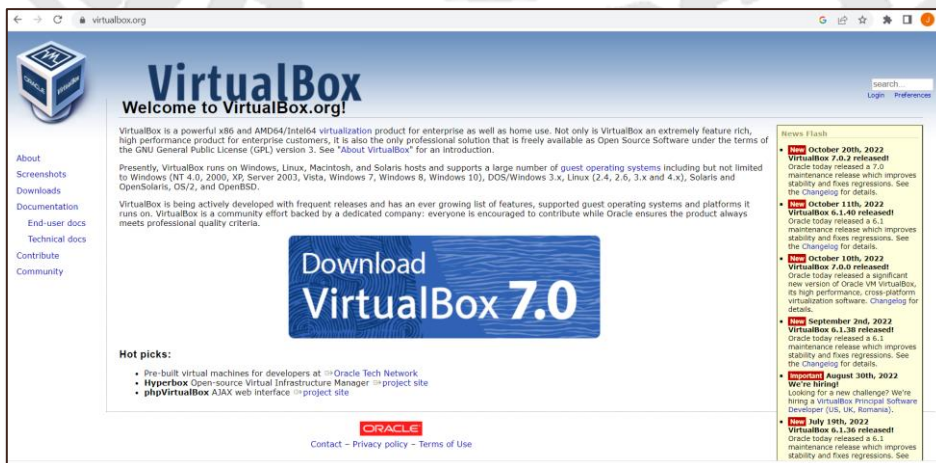 virtualbox.org
VirtualBox
Welcome to VirtualBox.org!
search...
Login Preferences
About
Screenshots
Downloads
Documentation
End-user docs
Technical docs
Contribute
Community
VirtualBox is a powerful x86 and AMD64/Intel64 virtualization product for enterprise as well as home use. Not only is VirtualBox an extremely feature rich,
high performance product for enterprise customers, it is also the only professional solution that is freely available as Open Source Software under the terms of
the GNU General Public License (GPL) version 3. See "About VirtualBox" for an introduction.
Presently, VirtualBox runs on Windows, Linux, Macintosh, and Solaris hosts and supports a large number of guest operating systems including but not limited
to Windows (NT 4.0, 2000, XP, Server 2003, Vista, Windows 7, Windows 8, Windows 10), DOS/Windows 3.x, Linux (2.4, 2.6, 3.x and 4.x), Solaris and
OpenSolaris, OS/2, and OpenBSD.
VirtualBox is being actively developed with frequent releases and has an ever growing list of features, supported guest operating systems and platforms it
runs on. VirtualBox is a community effort backed by a dedicated company: everyone is encouraged to contribute while Oracle ensures the product always
meets professional quality criteria.
Download
VirtualBox 7.0
Hot picks:
• Pre-built virtual machines for developers at Oracle Tech Network
• Hyperbox Open-source Virtual Infrastructure Manager project site
• phpVirtualBox AJAX web interface project site
ORACLE
Contact – Privacy policy – Terms of Use
News Flash
• New October 20th, 2022
VirtualBox 7.0.2 released!
Oracle today released a 7.0
maintenance release which improves
stability and fixes regressions. See
the Changelog for details.
• New October 11th, 2022
VirtualBox 6.1.40 released!
Oracle today released a 6.1
maintenance release which improves
stability and fixes regressions. See
the Changelog for details.
• New October 10th, 2022
VirtualBox 7.0.0 released!
Oracle today released a significant
new version of Oracle VM VirtualBox,
its high performance, cross-platform
virtualization software. Changelog for
details.
• New September 2nd, 2022
VirtualBox 6.1.38 released!
Oracle today released a 6.1
maintenance release which improves
stability and fixes regressions. See
the Changelog for details.
• Important August 30th, 2022
We're hiring!
Looking for a new challenge? We're
hiring a VirtualBox Principal Software
Developer (US, UK, Romania).
• New July 19th, 2022
VirtualBox 6.1.36 released!
Oracle today released a 6.1
maintenance release which improves
stability and fixes regressions. See